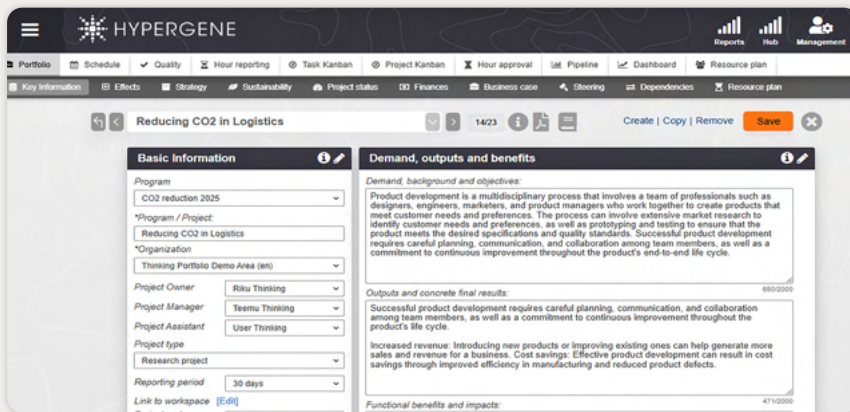 HYPERGENE
Reports Hub Management
Portfolio Schedule Quality Hour reporting Task Kanban Project Kanban Hour approval Pipeline Dashboard Resource plan
Key Information Effects Strategy Sustainability Project status Finances Business case Steering Dependencies Resource plan
Reducing CO2 in Logistics 14/23 Create | Copy | Remove Save
Basic Information
Program
CO2 reduction 2025
*Program / Project:
Reducing CO2 in Logistics
*Organization
Thinking Portfolio Demo Area (en)
Project Owner Riku Thinking
Project Manager Teemu Thinking
Project Assistant User Thinking
Project type
Research project
Reporting period 30 days
Link to workspace [Edit]
Demand, outputs and benefits
Demand, background and objectives:
Product development is a multidisciplinary process that involves a team of professionals such as
designers, engineers, marketers, and product managers who work together to create products that
meet customer needs and preferences. The process can involve extensive market research to
identify customer needs and preferences, as well as prototyping and testing to ensure that the
product meets the desired specifications and quality standards. Successful product development
requires careful planning, communication, and collaboration among team members, as well as a
commitment to continuous improvement throughout the product's end-to-end life cycle.
650/2000
Outputs and concrete final results:
Successful product development requires careful planning, communication, and collaboration
among team members, as well as a commitment to continuous improvement throughout the
product's life cycle.
Increased revenue: Introducing new products or improving existing ones can help generate more
sales and revenue for a business. Cost savings: Effective product development can result in cost
savings through improved efficiency in manufacturing and reduced product defects.
471/2000
Functional benefits and impacts: